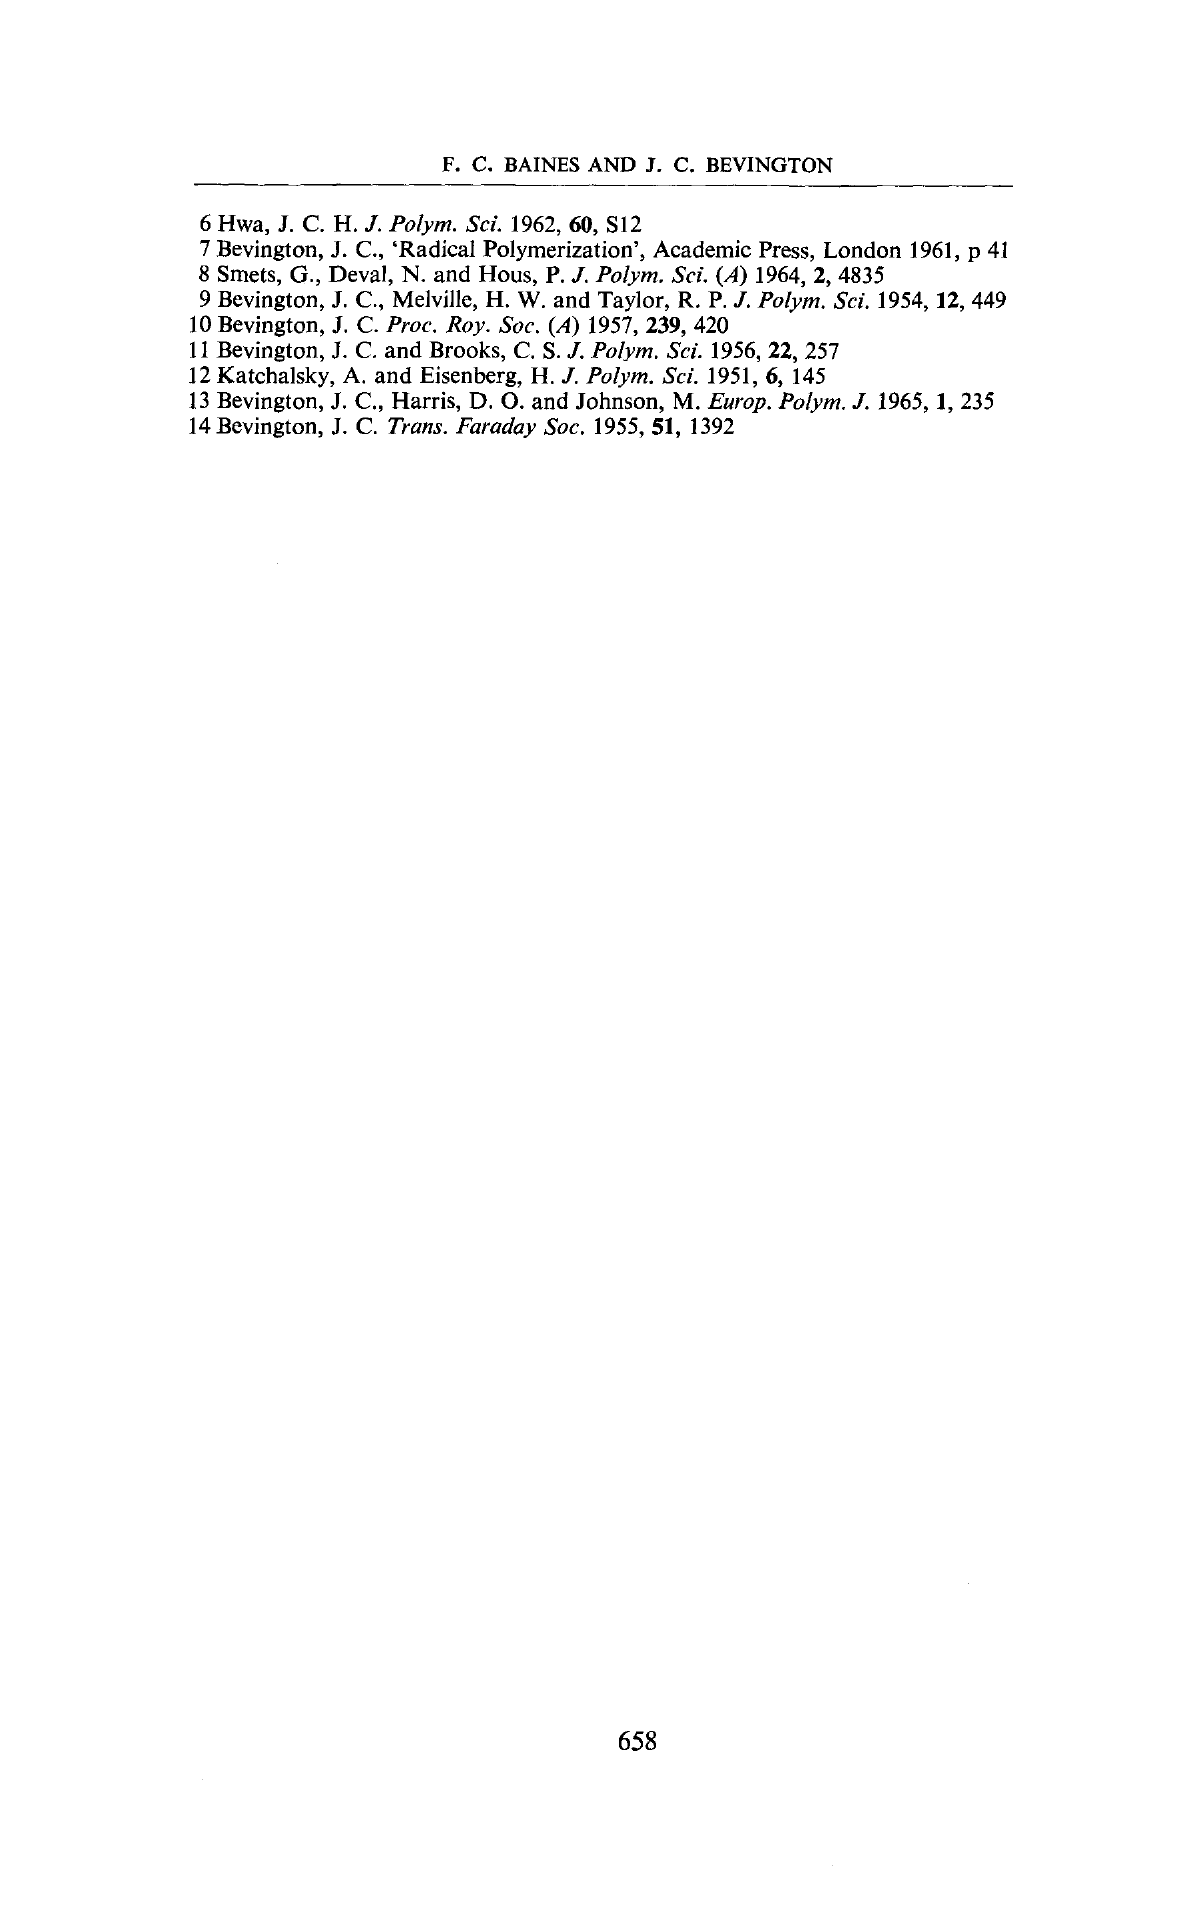 F. C. BAINES AND J. C. BEVINGTON
6 Hwa, J. C. H. J. Polym. Sci. 1962, 60, S12
7 Bevington, J. C., ‘Radical Polymerization’, Academic Press, London 1961, p 41
8 Smets, G., Deval, N. and Hous, P. J. Polym. Sci. (A) 1964, 2, 4835
9 Bevington, J. C., Melville, H. W. and Taylor, R. P. J. Polym. Sci. 1954, 12, 449
10 Bevington, J. C. Proc. Roy. Soc. (A) 1957, 239, 420
11 Bevington, J. C. and Brooks, C. S. J. Polym. Sci. 1956, 22, 257
12 Katchalsky, A. and Eisenberg, H. J. Polym. Sci. 1951, 6, 145
13 Bevington, J. C., Harris, D. O. and Johnson, M. Europ. Polym. J. 1965, 1, 235
14 Bevington, J. C. Trans. Faraday Soc. 1955, 51, 1392
658